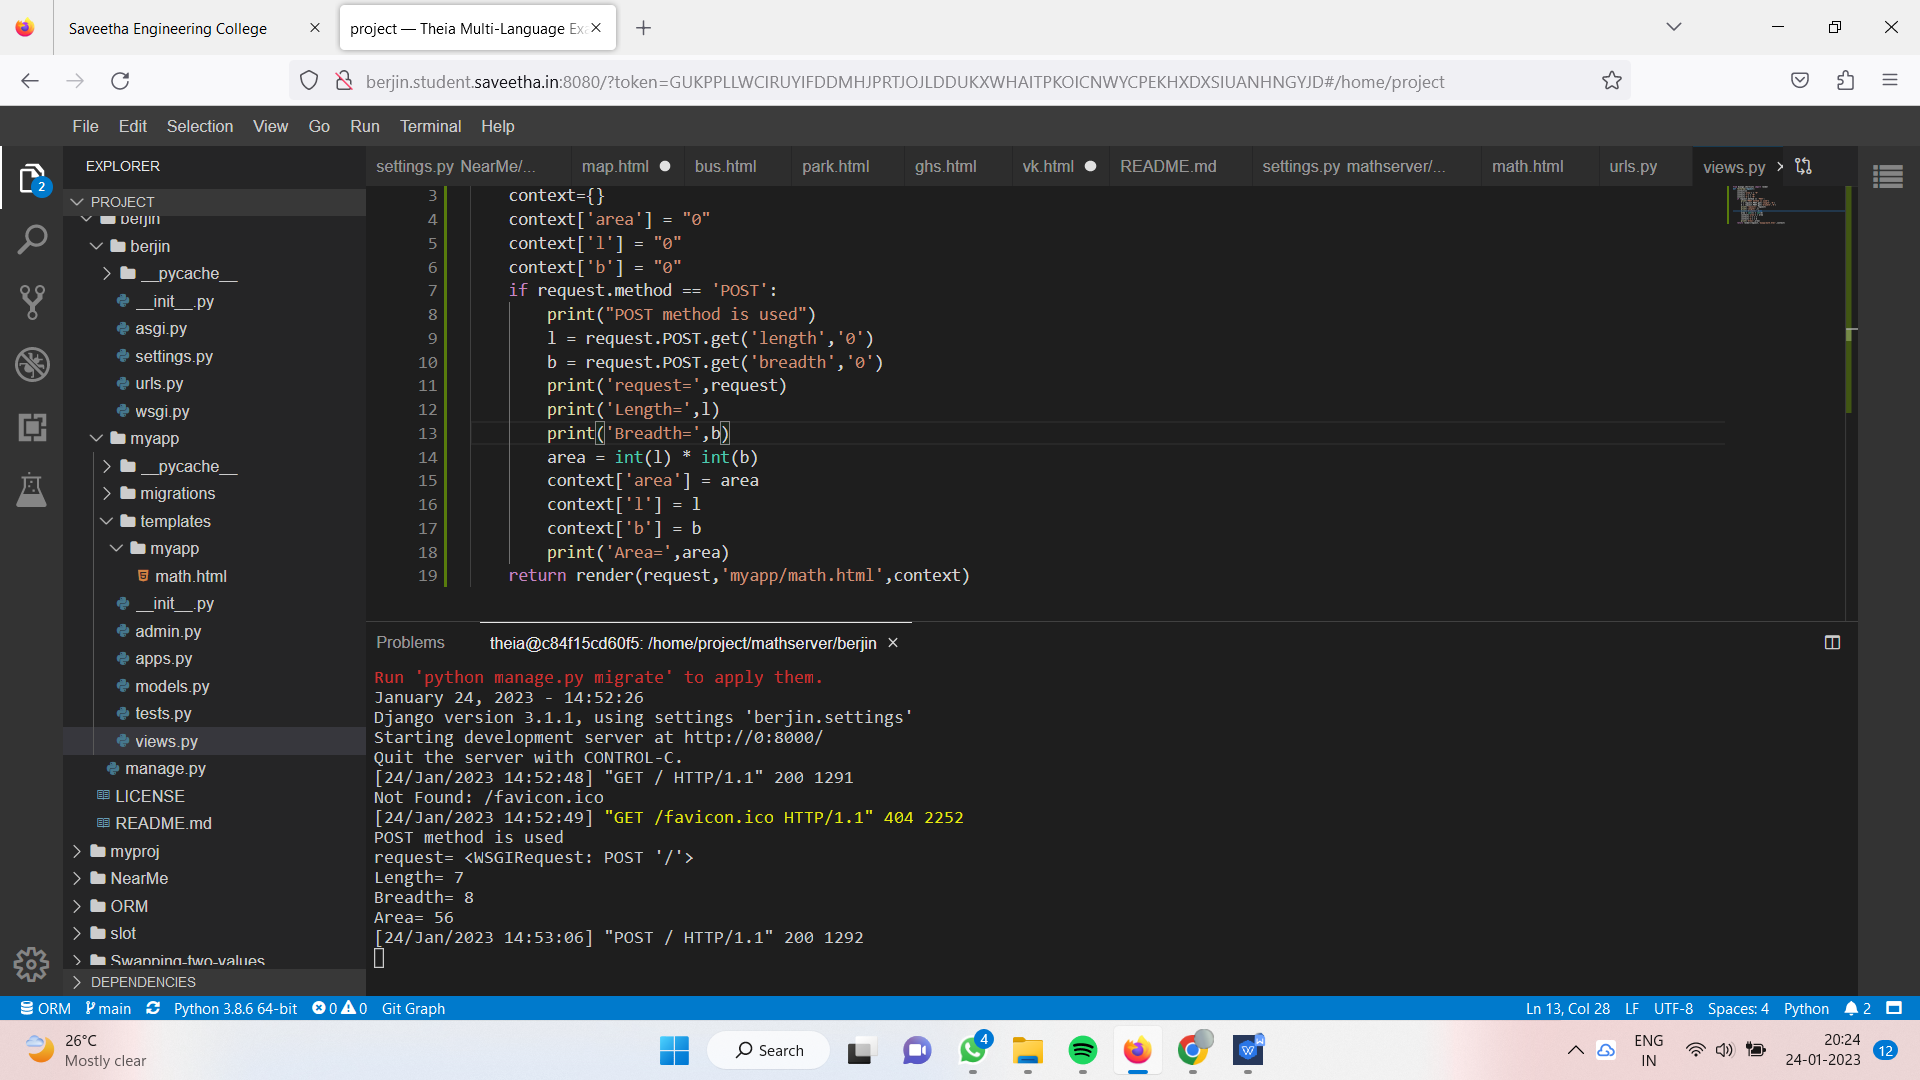 Saveetha Engineering College
project — Theia Multi-Language Exa
berjin.student.saveetha.in:8080/?token=GUKPPLLWCIRUYIFDDMHJPRTJOJLDDUKXWHAITPKOICNWYCPEKHXDXSIUANHNGYJD#/home/project
File Edit Selection View Go Run Terminal Help
2
EXPLORER
settings.py NearMe/... map.html bus.html park.html ghs.html vk.html README.md settings.py mathserver/... math.html urls.py views.py
PROJECT
berjin
berjin
__pycache__
__init__.py
asgi.py
settings.py
urls.py
wsgi.py
myapp
__pycache__
migrations
templates
myapp
math.html
__init__.py
admin.py
apps.py
models.py
tests.py
views.py
manage.py
LICENSE
README.md
myproj
NearMe
ORM
slot
Swapping-two-values
DEPENDENCIES
3 context={}
4 context['area'] = "0"
5 context['l'] = "0"
6 context['b'] = "0"
7 if request.method == 'POST':
8 print("POST method is used")
9 l = request.POST.get('length','0')
10 b = request.POST.get('breadth','0')
11 print('request=',request)
12 print('Length=',l)
13 print('Breadth=',b)
14 area = int(l) * int(b)
15 context['area'] = area
16 context['l'] = l
17 context['b'] = b
18 print('Area=',area)
19 return render(request,'myapp/math.html',context)
Problems theia@c84f15cd60f5: /home/project/mathserver/berjin
Run 'python manage.py migrate' to apply them.
January 24, 2023 - 14:52:26
Django version 3.1.1, using settings 'berjin.settings'
Starting development server at http://0:8000/
Quit the server with CONTROL-C.
[24/Jan/2023 14:52:48] "GET / HTTP/1.1" 200 1291
Not Found: /favicon.ico
[24/Jan/2023 14:52:49] "GET /favicon.ico HTTP/1.1" 404 2252
POST method is used
request= <WSGIRequest: POST '/'>
Length= 7
Breadth= 8
Area= 56
[24/Jan/2023 14:53:06] "POST / HTTP/1.1" 200 1292
ORM main Python 3.8.6 64-bit 0 0 Git Graph Ln 13, Col 28 LF UTF-8 Spaces: 4 Python 2
26°C
Mostly clear
Search
4
ENG
IN
20:24
24-01-2023
12